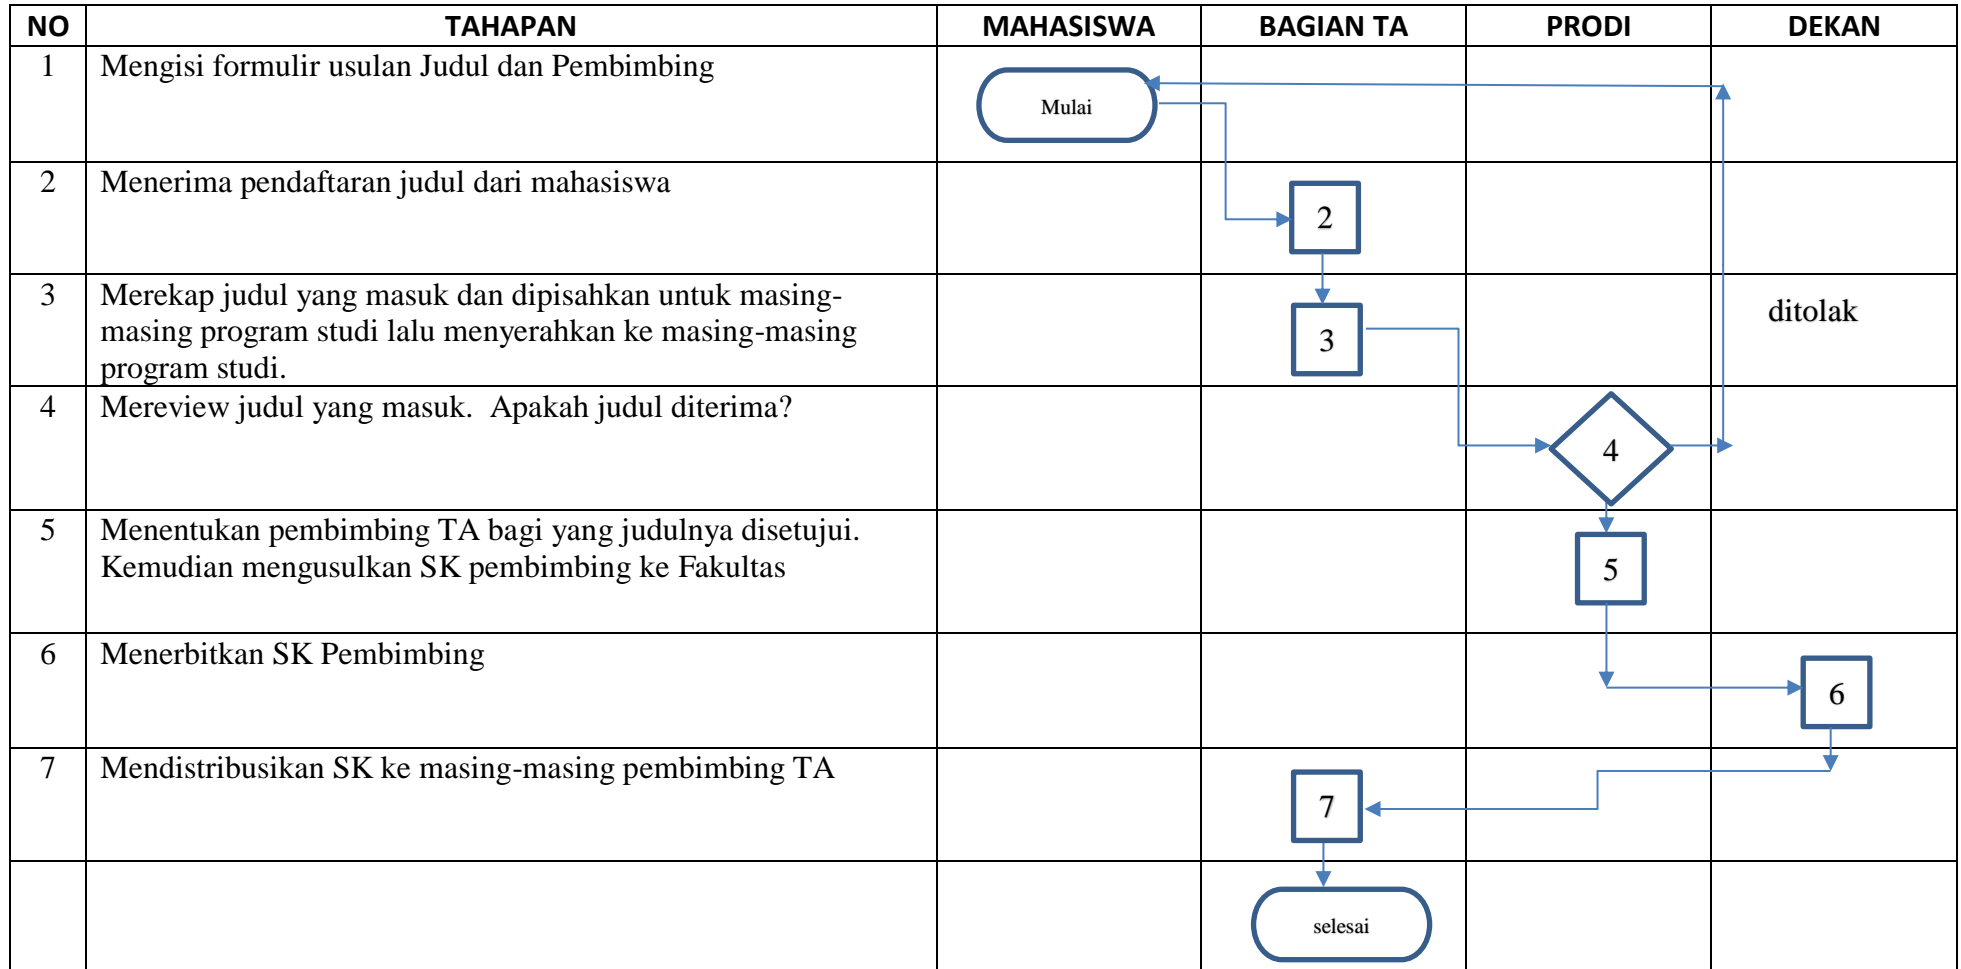 NO TAHAPAN MAHASISWA BAGIAN TA PRODI DEKAN
1 Mengisi formulir usulan Judul dan Pembimbing
Mulai
2 Menerima pendaftaran judul dari mahasiswa
2
3 Merekap judul yang masuk dan dipisahkan untuk masing-
masing program studi lalu menyerahkan ke masing-masing
program studi.
3
ditolak
4 Mereview judul yang masuk.  Apakah judul diterima?
4
5 Menentukan pembimbing TA bagi yang judulnya disetujui.
Kemudian mengusulkan SK pembimbing ke Fakultas
5
6 Menerbitkan SK Pembimbing
6
7 Mendistribusikan SK ke masing-masing pembimbing TA
7
selesai